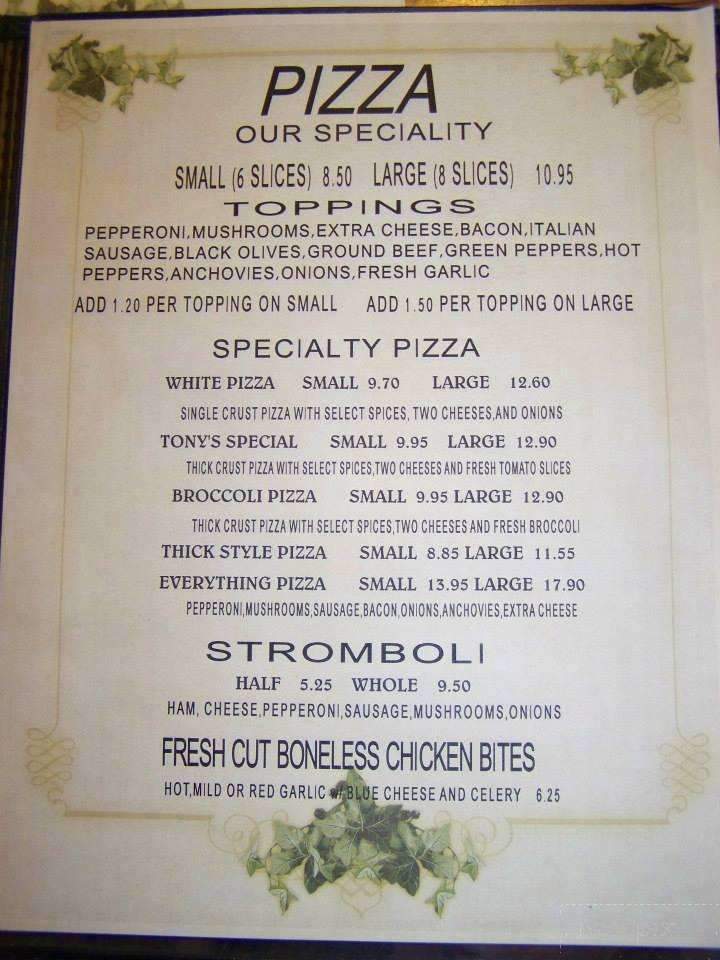 PIZZA
OUR SPECIALITY
SMALL (6 SLICES) 8.50 LARGE (8 SLICES) 10.95
TOPPINGS
PEPPERONI,MUSHROOMS,EXTRA CHEESE,BACON,ITALIAN
SAUSAGE,BLACK OLIVES,GROUND BEEF,GREEN PEPPERS,HOT
PEPPERS,ANCHOVIES,ONIONS,FRESH GARLIC
ADD 1.20 PER TOPPING ON SMALL ADD 1.50 PER TOPPING ON LARGE
SPECIALTY PIZZA
WHITE PIZZA SMALL 9.70 LARGE 12.60
SINGLE CRUST PIZZA WITH SELECT SPICES, TWO CHEESES,AND ONIONS
TONY'S SPECIAL SMALL 9.95 LARGE 12.90
THICK CRUST PIZZA WITH SELECT SPICES,TWO CHEESES AND FRESH TOMATO SLICES
BROCCOLI PIZZA SMALL 9.95 LARGE 12.90
THICK CRUST PIZZA WITH SELECT SPICES,TWO CHEESES AND FRESH BROCCOLI
THICK STYLE PIZZA SMALL 8.85 LARGE 11.55
EVERYTHING PIZZA SMALL 13.95 LARGE 17.90
PEPPERONI,MUSHROOMS,SAUSAGE,BACON,ONIONS,ANCHOVIES,EXTRA CHEESE
STROMBOLI
HALF 5.25 WHOLE 9.50
HAM, CHEESE,PEPPERONI,SAUSAGE,MUSHROOMS,ONIONS
FRESH CUT BONELESS CHICKEN BITES
HOT,MILD OR RED GARLIC w/ BLUE CHEESE AND CELERY 6.25